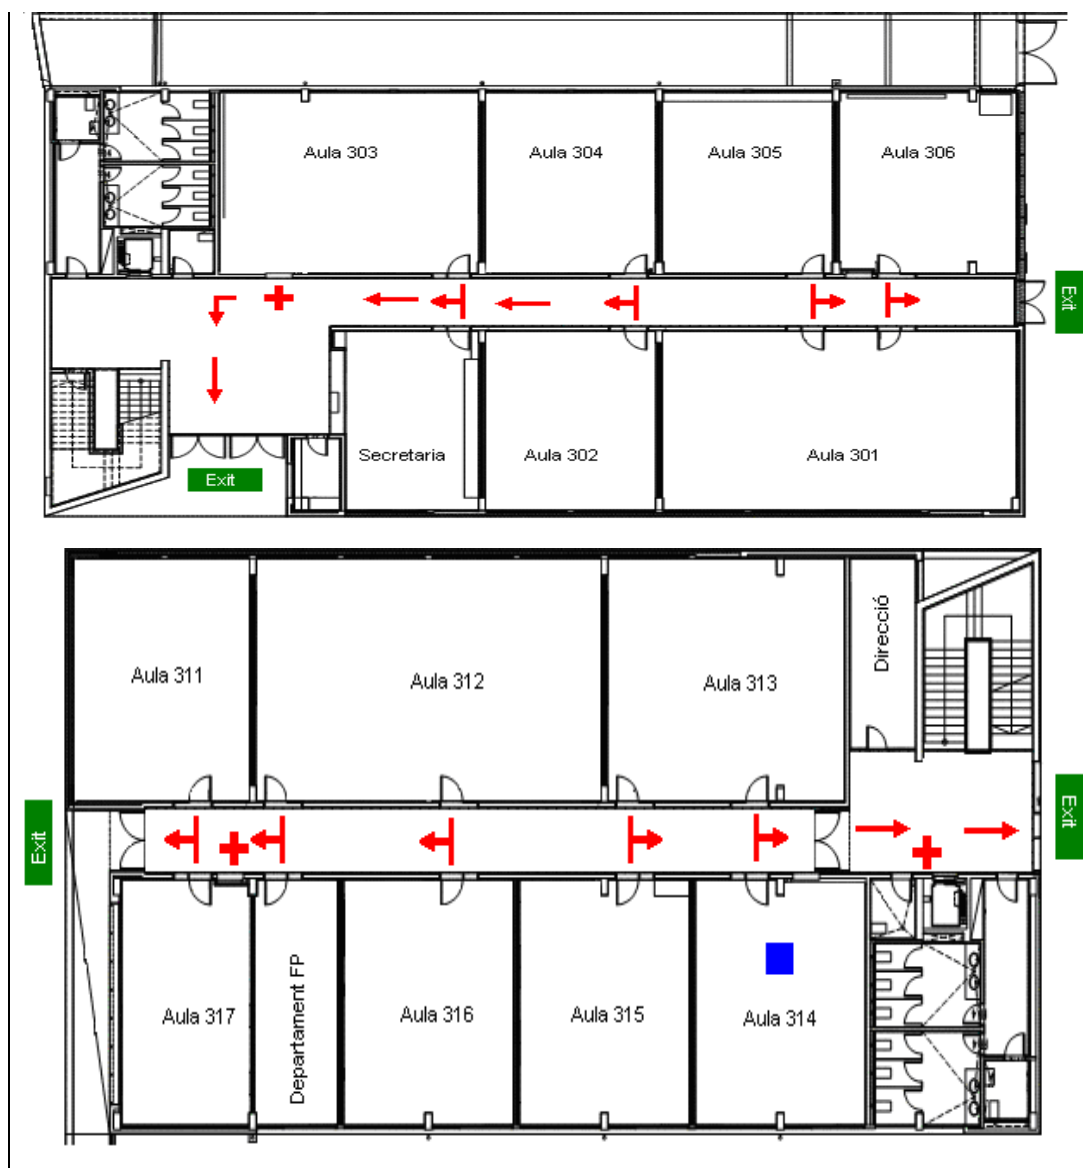 Aula 303
Aula 304
Aula 305
Aula 306
Exit
Secretaria
Aula 302
Aula 301
Exit
Aula 311
Aula 312
Aula 313
Direcció
Exit
Exit
Aula 317
Departament FP
Aula 316
Aula 315
Aula 314